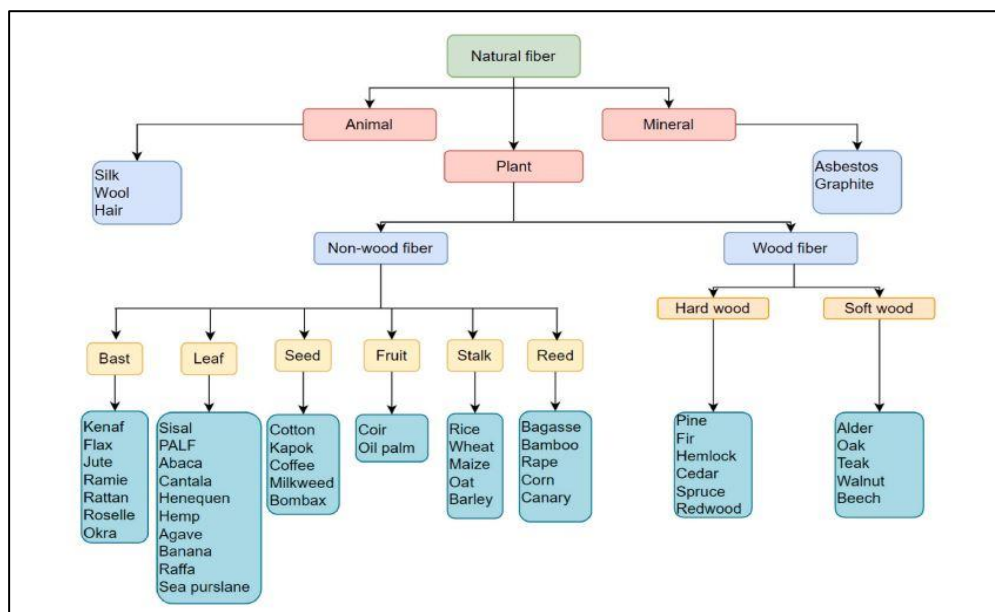 Natural fiber
Animal
Mineral
Plant
Silk
Wool
Hair
Asbestos
Graphite
Non-wood fiber
Wood fiber
Hard wood
Soft wood
Bast
Leaf
Seed
Fruit
Stalk
Reed
Kenaf
Flax
Jute
Ramie
Rattan
Roselle
Okra
Sisal
PALF
Abaca
Cantala
Henequen
Hemp
Agave
Banana
Raffa
Sea purslane
Cotton
Kapok
Coffee
Milkweed
Bombax
Coir
Oil palm
Rice
Wheat
Maize
Oat
Barley
Bagasse
Bamboo
Rape
Corn
Canary
Pine
Fir
Hemlock
Cedar
Spruce
Redwood
Alder
Oak
Teak
Walnut
Beech